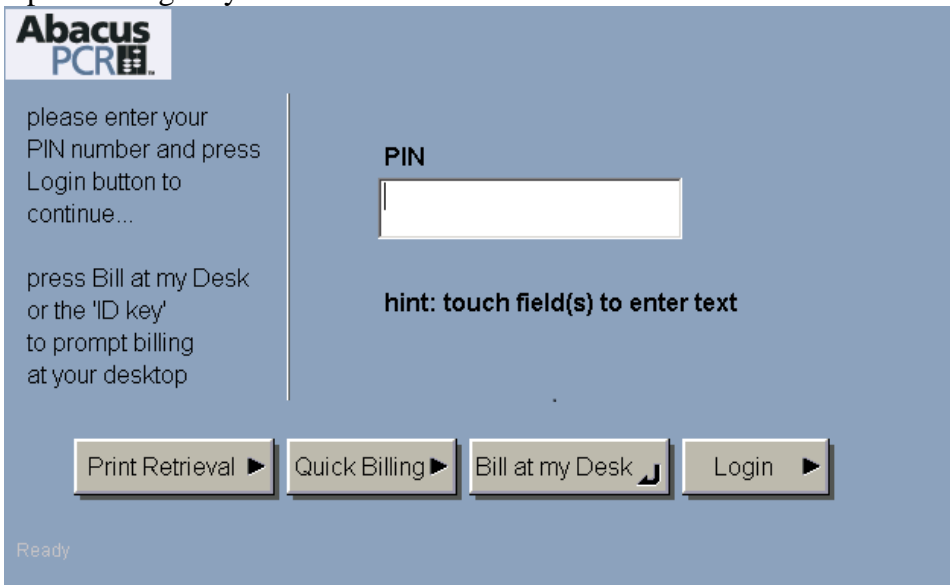 Abacus
PCR
please enter your
PIN number and press
Login button to
continue...
press Bill at my Desk
or the 'ID key'
to prompt billing
at your desktop
PIN
hint: touch field(s) to enter text
Print Retrieval
Quick Billing
Bill at my Desk
Login
Ready